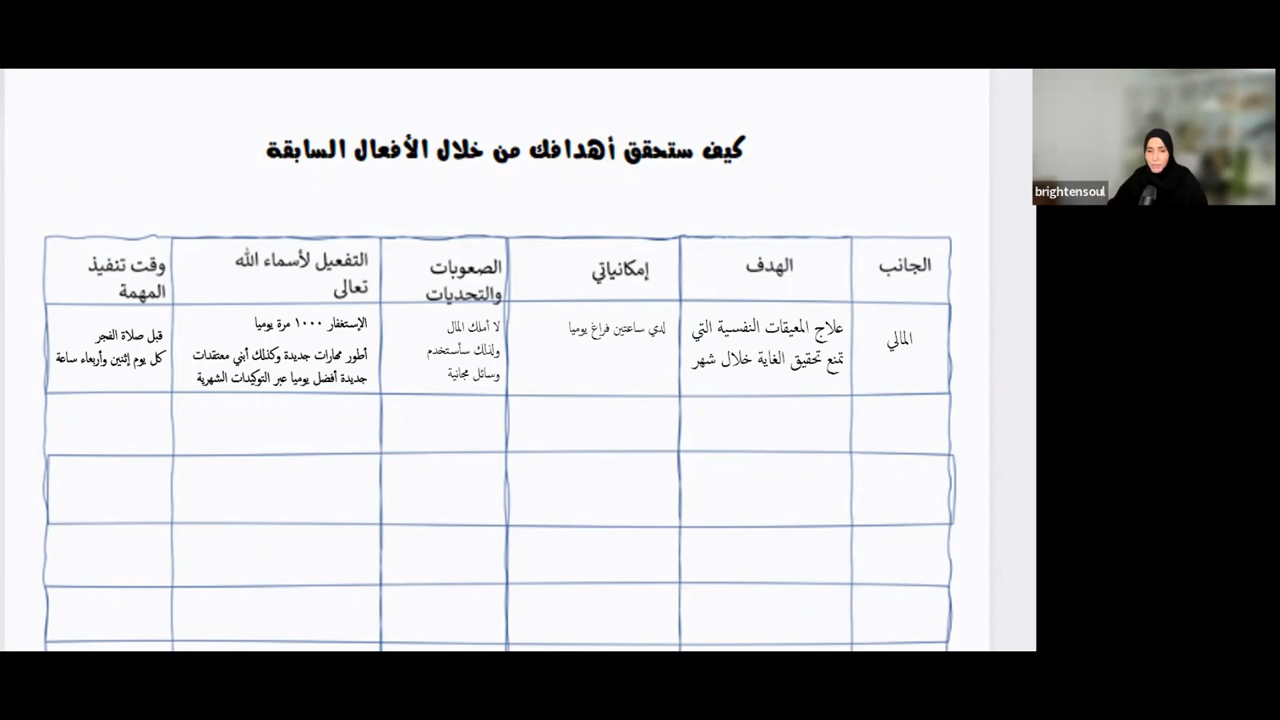 كيف ستحقق أهدافك من خلال الأفعال السابقة
brightensoul
الجانب
الهدف
إمكانياتي
الصعوبات
والتحديات
التفعيل لأسماء الله
تعالى
وقت تنفيذ
المهمة
المالي
علاج المعيقات النفسية التي
تمنع تحقيق الغاية خلال شهر
لدي ساعتين فراغ يوميا
لا أملك المال
ولذلك سأستخدم
وسائل مجانية
الإستغفار ١٠٠٠ مرة يوميا
أطور مهارات جديدة وكذلك أبني معتقدات
جديدة أفضل يوميا عبر التوكيدات الشهرية
قبل صلاة الفجر
كل يوم إثنين وأربعاء ساعة